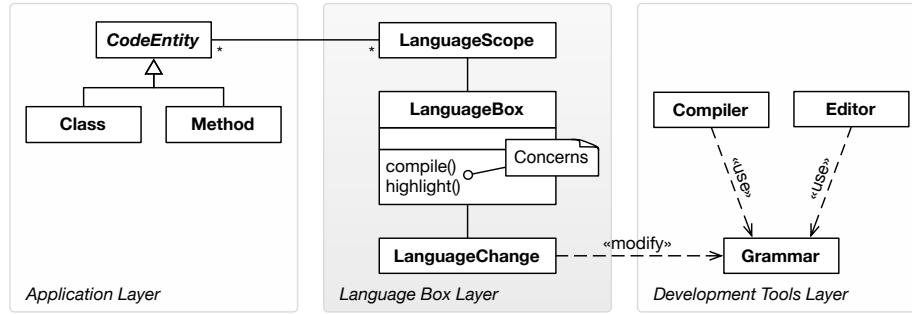 CodeEntity
*
*
Class
Method
Application Layer
LanguageScope
LanguageBox
compile()
highlight()
Concerns
LanguageChange
Language Box Layer
«modify»
Compiler
Editor
«use»
«use»
Grammar
Development Tools Layer